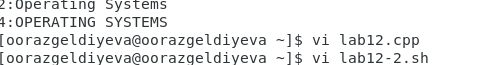 2:Operating Systems
4:OPERATING SYSTEMS
[oorazgeldiyeva@oorazgeldiyeva ~]$ vi lab12.cpp
[oorazgeldiyeva@oorazgeldiyeva ~]$ vi lab12-2.sh